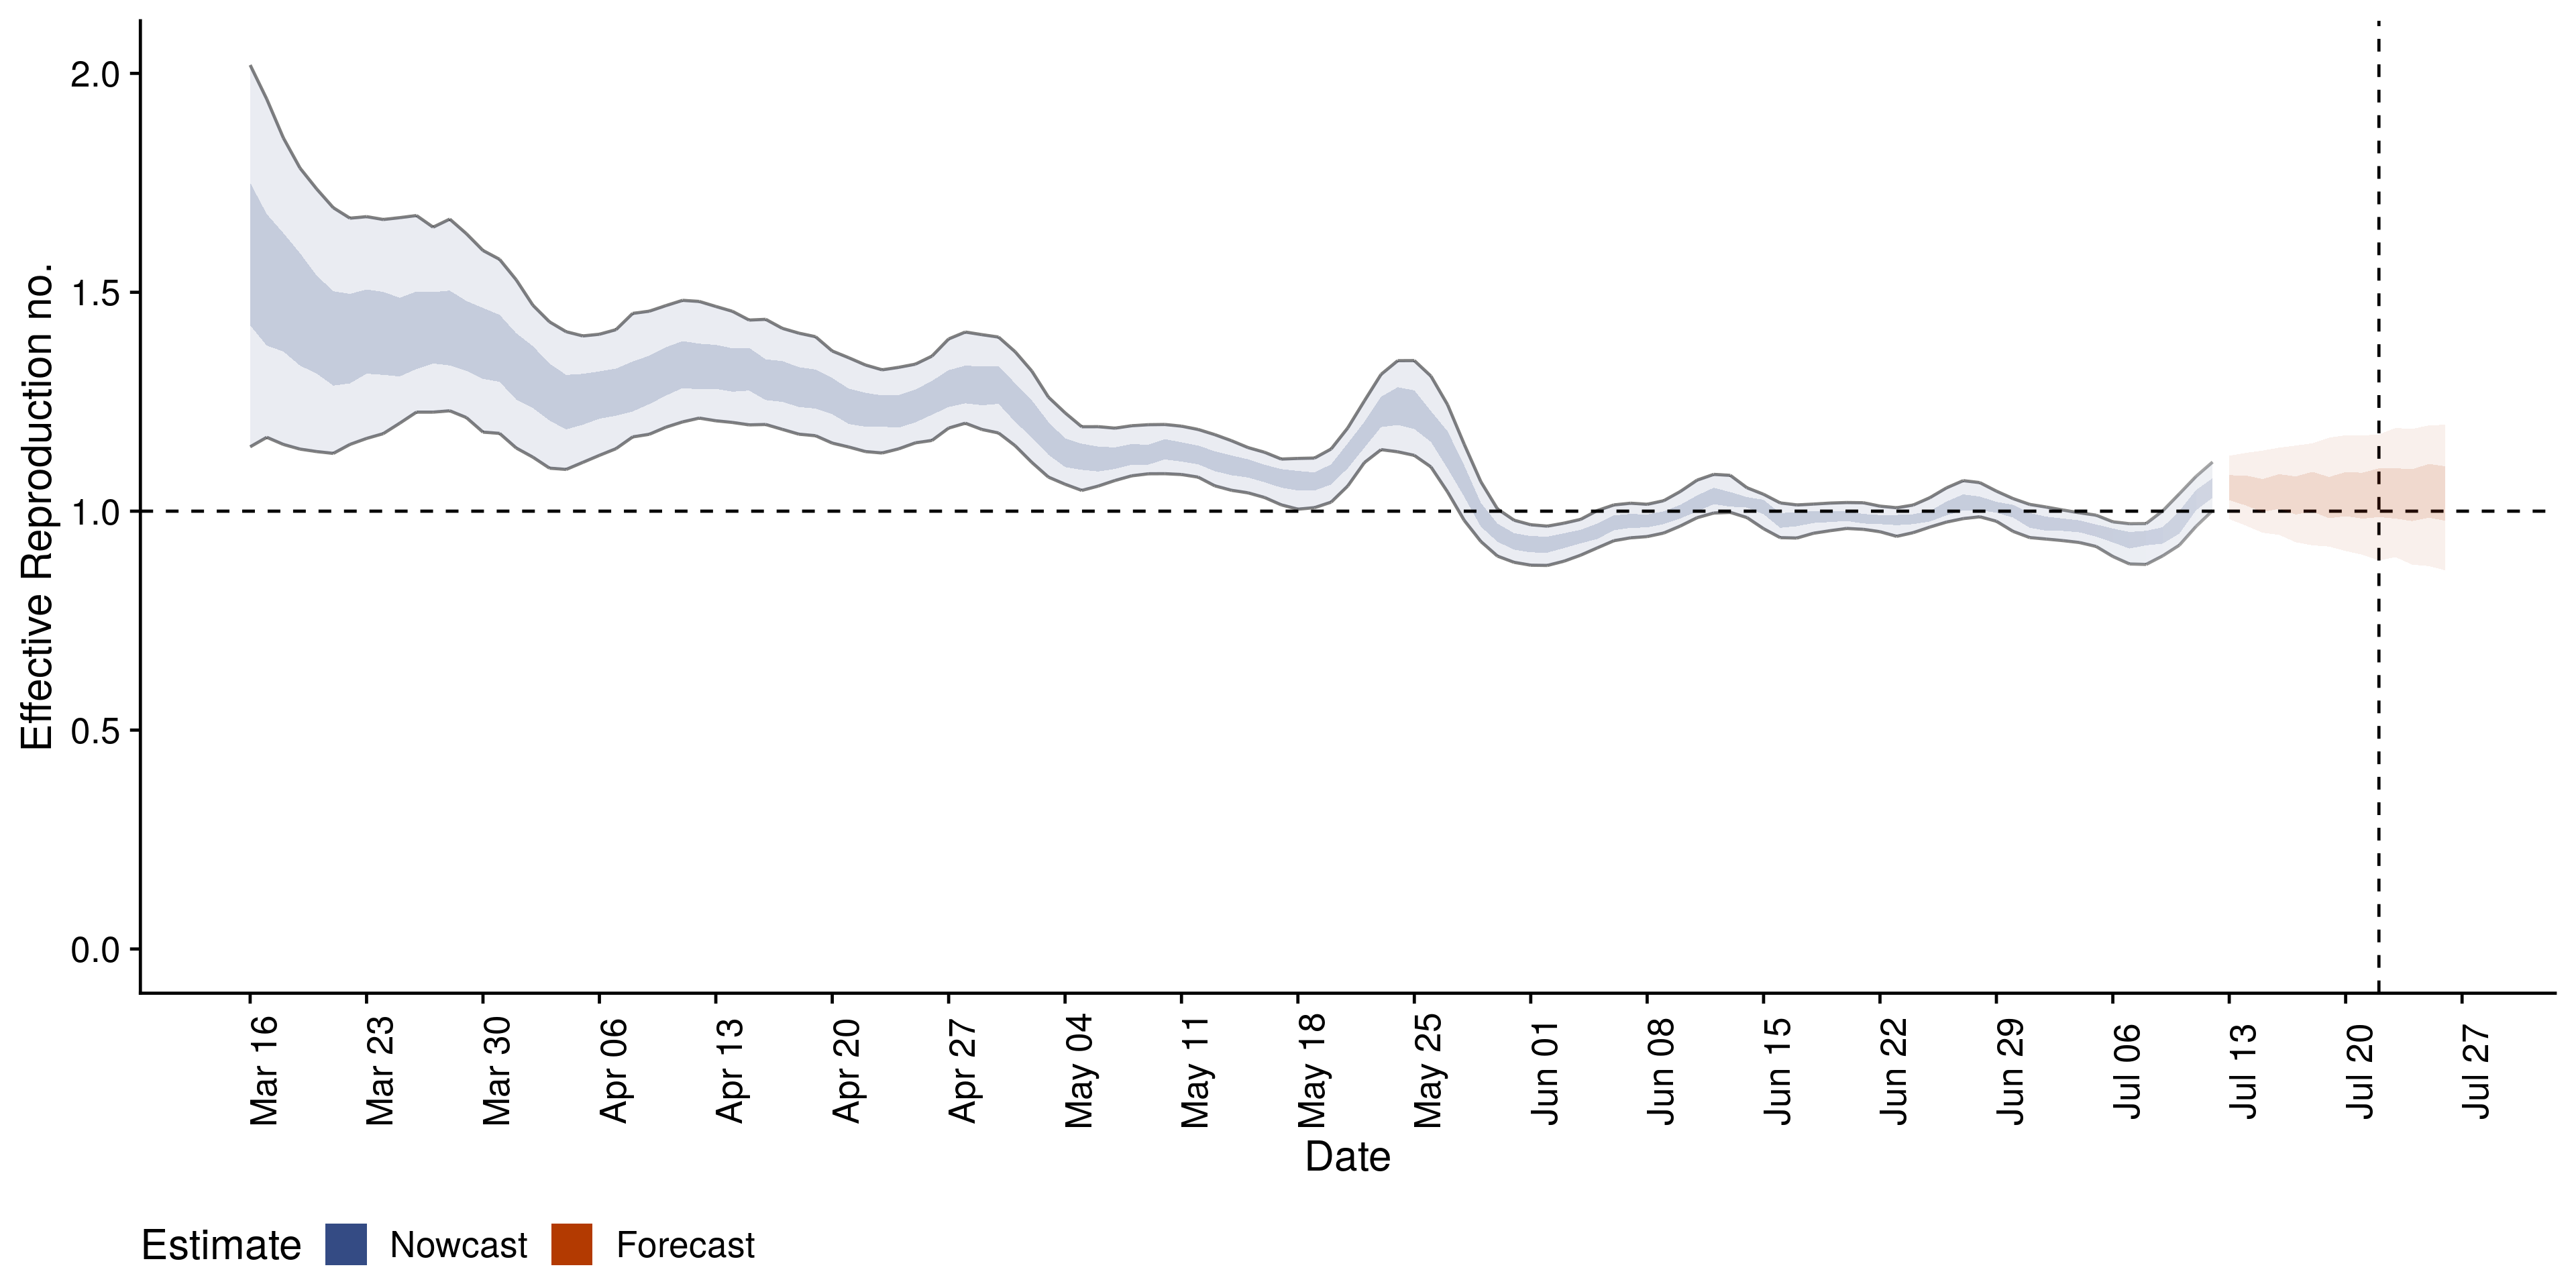 Effective Reproduction no.
2.0
1.5
1.0
0.5
0.0
Mar 16
Mar 23
Mar 30
Apr 06
Apr 13
Apr 20
Apr 27
May 04
May 11
May 18
May 25
Jun 01
Jun 08
Jun 15
Jun 22
Jun 29
Jul 06
Jul 13
Jul 20
Jul 27
Date
Estimate Nowcast Forecast